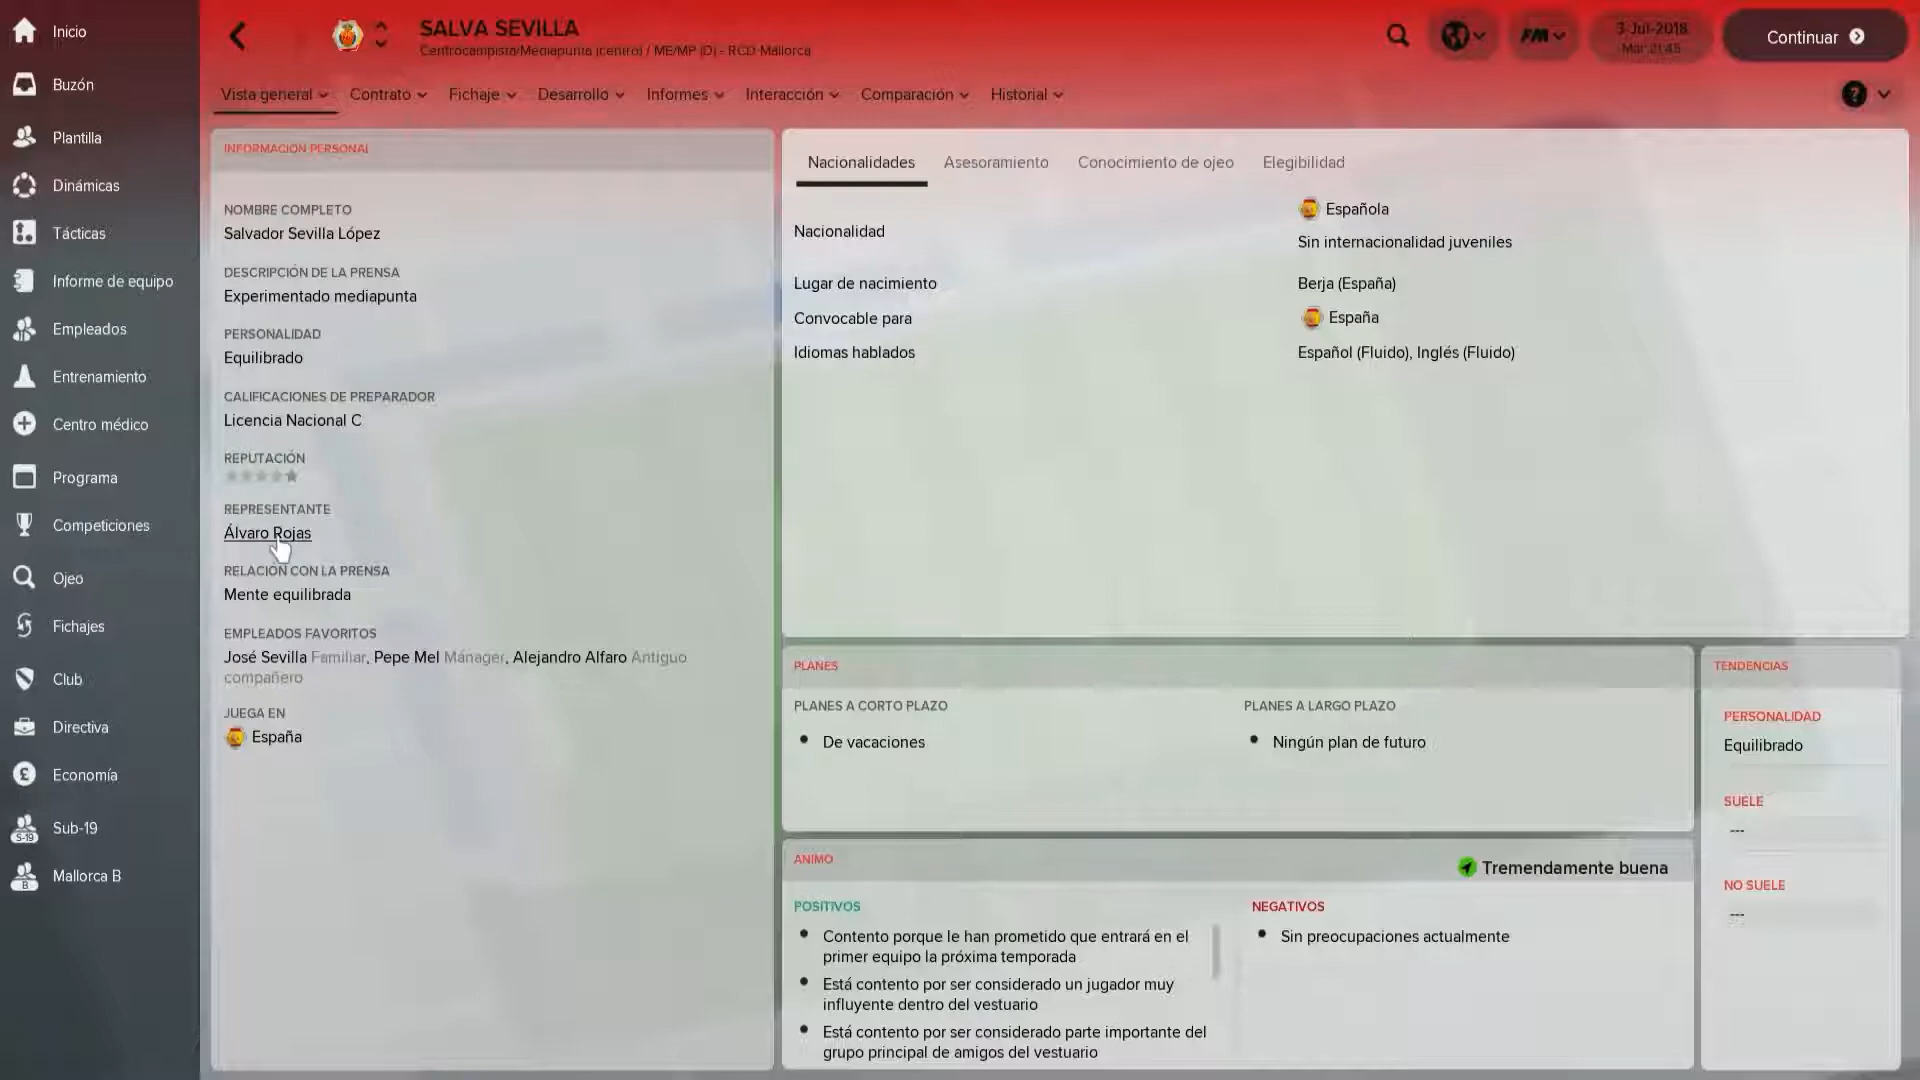 Inicio
Buzón
Plantilla
Dinámicas
Tácticas
Informe de equipo
Empleados
Entrenamiento
Centro médico
Programa
Competiciones
Ojeo
Fichajes
Club
Directiva
Economía
S-19
Sub-19
B
Mallorca B
SALVA SEVILLA
Centrocampista/Mediapunta (centro) / ME/MP (D) - RCD Mallorca
FM
3 Jul-2018
Mar 21:45
Continuar
Vista general Contrato Fichaje Desarrollo Informes Interacción Comparación Historial
INFORMACIÓN PERSONAL
NOMBRE COMPLETO
Salvador Sevilla López
DESCRIPCIÓN DE LA PRENSA
Experimentado mediapunta
PERSONALIDAD
Equilibrado
CALIFICACIONES DE PREPARADOR
Licencia Nacional C
REPUTACIÓN
REPRESENTANTE
Álvaro Rojas
RELACIÓN CON LA PRENSA
Mente equilibrada
EMPLEADOS FAVORITOS
José Sevilla Familiar, Pepe Mel Mánager, Alejandro Alfaro Antiguo
compañero
JUEGA EN
España
Nacionalidades Asesoramiento Conocimiento de ojeo Elegibilidad
Nacionalidad
Española
Sin internacionalidad juveniles
Lugar de nacimiento Berja (España)
Convocable para España
Idiomas hablados Español (Fluido), Inglés (Fluido)
PLANES
PLANES A CORTO PLAZO
• De vacaciones
PLANES A LARGO PLAZO
• Ningún plan de futuro
ANIMO
Tremendamente buena
POSITIVOS
• Contento porque le han prometido que entrará en el
primer equipo la próxima temporada
• Está contento por ser considerado un jugador muy
influyente dentro del vestuario
• Está contento por ser considerado parte importante del
grupo principal de amigos del vestuario
NEGATIVOS
• Sin preocupaciones actualmente
TENDENCIAS
PERSONALIDAD
Equilibrado
SUELE
---
NO SUELE
---